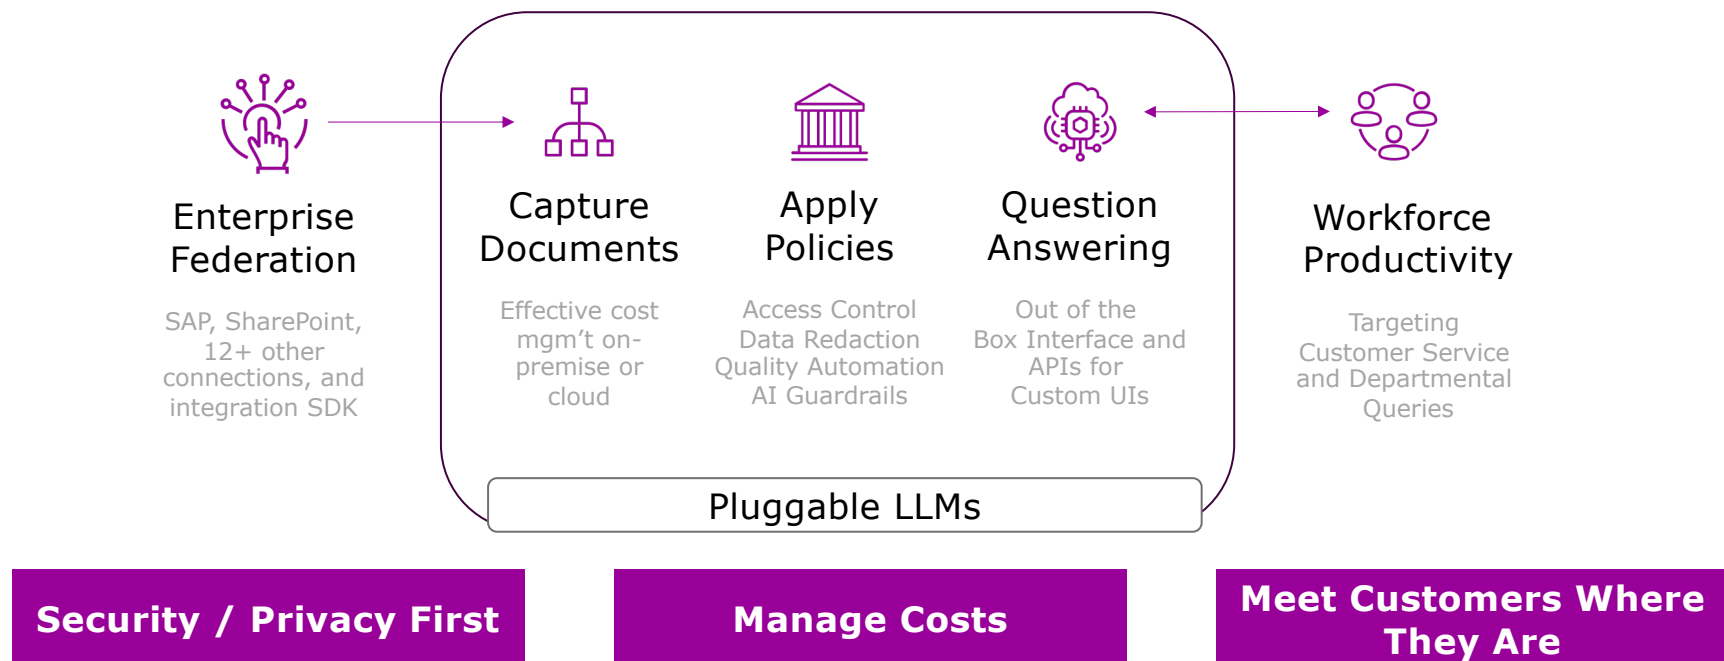 Enterprise
Federation
SAP, SharePoint,
12+ other
connections, and
integration SDK
Capture
Documents
Effective cost
mgm’t on-
premise or
cloud
Apply
Policies
Access Control
Data Redaction
Quality Automation
AI Guardrails
Question
Answering
Out of the
Box Interface and
APIs for
Custom UIs
Workforce
Productivity
Targeting
Customer Service
and Departmental
Queries
Pluggable LLMs
Security / Privacy First
Manage Costs
Meet Customers Where
They Are